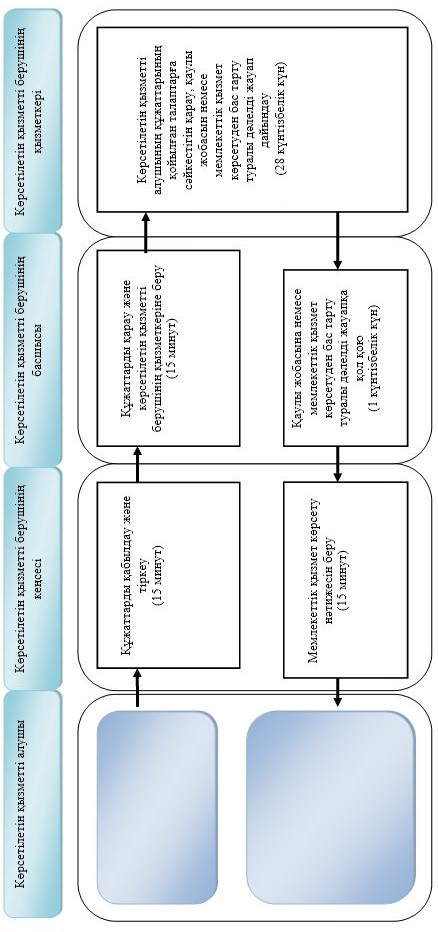 Көрсетілетін қызметті алушы
Көрсетілетін қызметті берушінің
кеңсесі
Көрсетілетін қызметті берушінің
басшысы
Көрсетілетін қызметті берушінің
қызметкері
Құжаттарды қабылдау және
тіркеу
(15 минут)
Құжаттарды қарау және
көрсетілетін қызметті
берушінің қызметкеріне беру
(15 минут)
Көрсетілетін қызметті
алушының құжаттарының
қойылған талаптарға
сәйкестігін қарау, қаулы
жобасын немесе
мемлекеттік қызмет
көрсетуден бас тарту
туралы дәлелді жауап
дайындау
(28 күнтізбелік күн)
Қаулы жобасына немесе
мемлекеттік қызмет
көрсетуден бас тарту
туралы дәлелді жауапқа
қол қою
(1 күнтізбелік күн)
Мемлекеттік қызмет көрсету
нәтижесін беру
(15 минут)